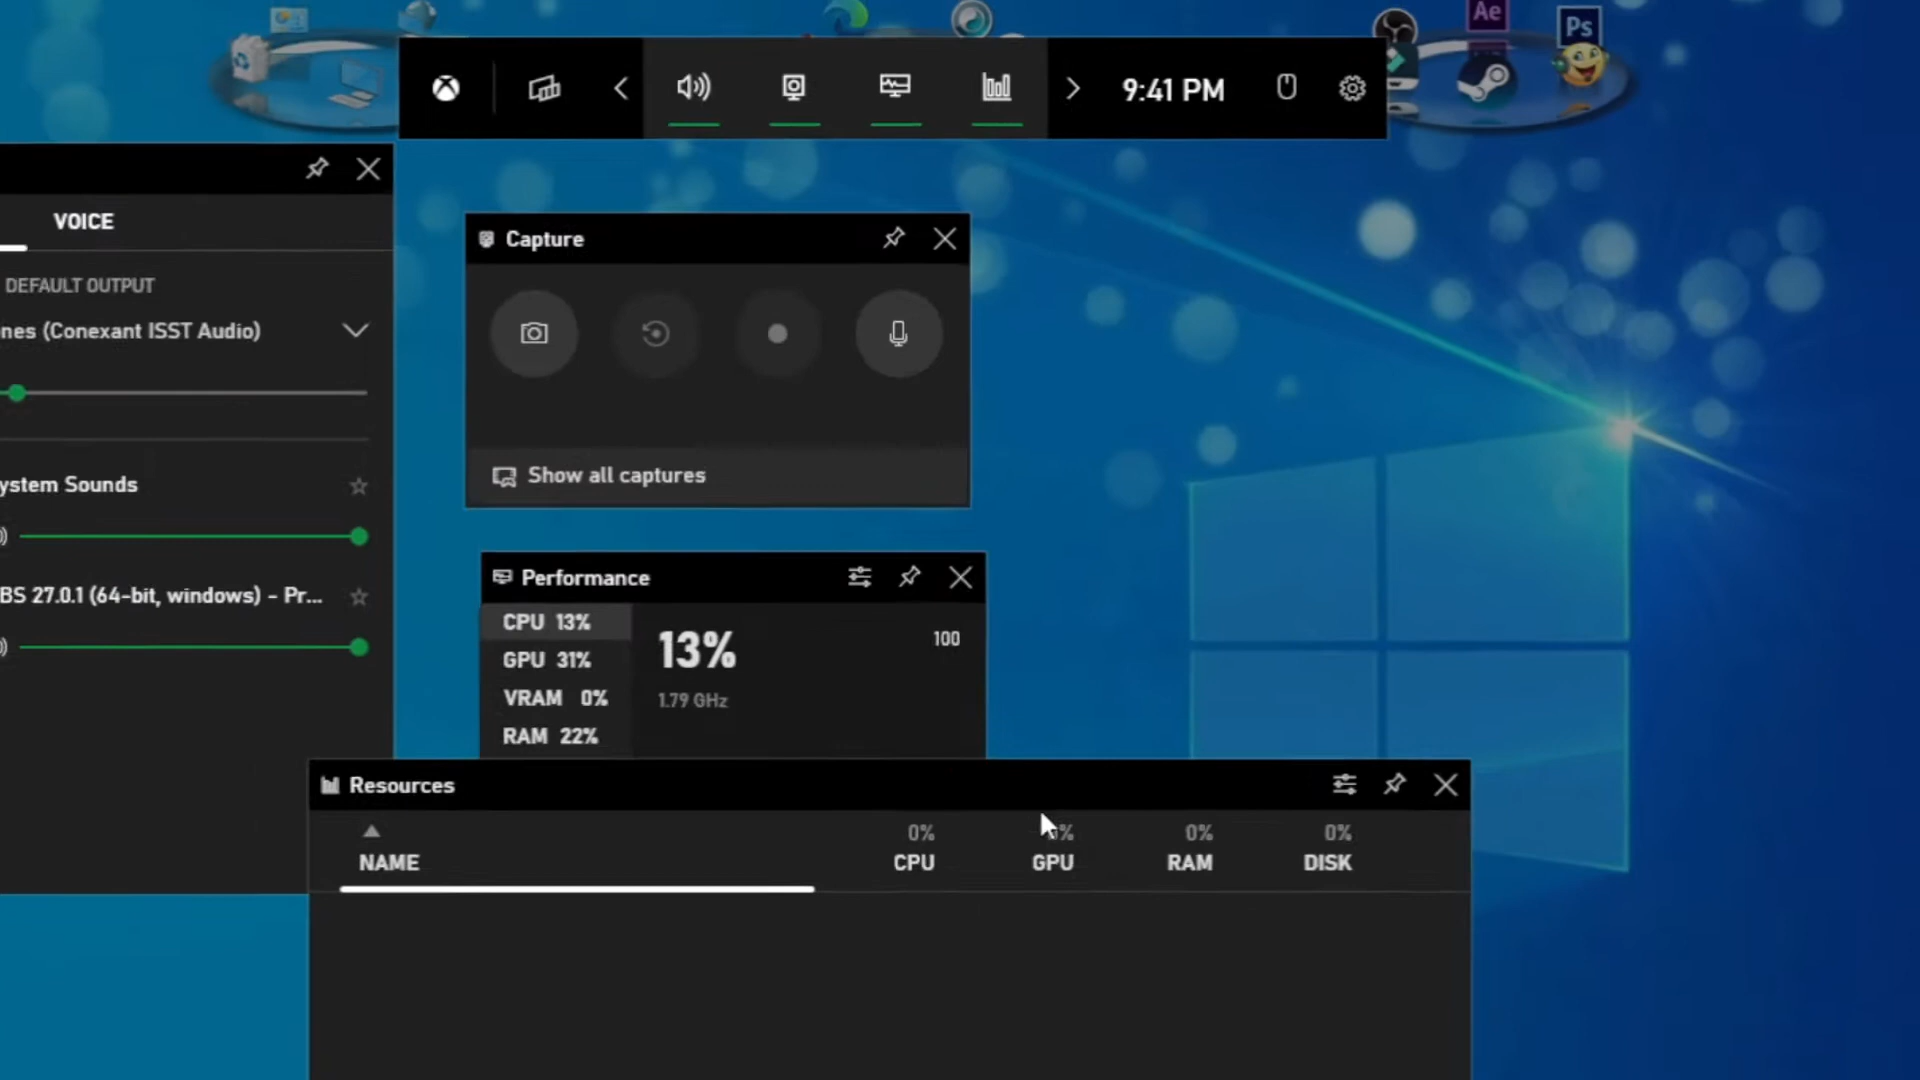 Ae
Ps
9:41 PM
VOICE
DEFAULT OUTPUT
nes (Conexant ISST Audio)
ystem Sounds
BS 27.0.1 (64-bit, windows) - Pr...
Capture
Show all captures
Performance
CPU 13%
GPU 31%
VRAM 0%
RAM 22%
13%
100
1.79 GHz
Resources
0% % 0% 0%
NAME CPU GPU RAM DISK